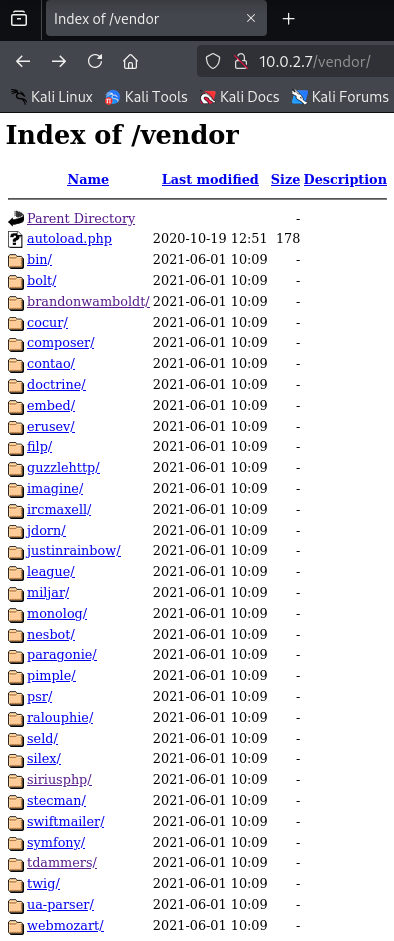 Index of /vendor
10.0.2.7/vendor/
Kali Linux Kali Tools Kali Docs Kali Forums
Index of /vendor
Name Last modified Size Description
Parent Directory -
autoload.php 2020-10-19 12:51 178
bin/ 2021-06-01 10:09 -
bolt/ 2021-06-01 10:09 -
brandonwamboldt/ 2021-06-01 10:09 -
cocur/ 2021-06-01 10:09 -
composer/ 2021-06-01 10:09 -
contao/ 2021-06-01 10:09 -
doctrine/ 2021-06-01 10:09 -
embed/ 2021-06-01 10:09 -
erusev/ 2021-06-01 10:09 -
filp/ 2021-06-01 10:09 -
guzzlehttp/ 2021-06-01 10:09 -
imagine/ 2021-06-01 10:09 -
ircmaxell/ 2021-06-01 10:09 -
jdorn/ 2021-06-01 10:09 -
justinrainbow/ 2021-06-01 10:09 -
league/ 2021-06-01 10:09 -
miljar/ 2021-06-01 10:09 -
monolog/ 2021-06-01 10:09 -
nesbot/ 2021-06-01 10:09 -
paragonie/ 2021-06-01 10:09 -
pimple/ 2021-06-01 10:09 -
psr/ 2021-06-01 10:09 -
ralouphie/ 2021-06-01 10:09 -
seld/ 2021-06-01 10:09 -
silex/ 2021-06-01 10:09 -
siriusphp/ 2021-06-01 10:09 -
stecman/ 2021-06-01 10:09 -
swiftmailer/ 2021-06-01 10:09 -
symfony/ 2021-06-01 10:09 -
tdammers/ 2021-06-01 10:09 -
twig/ 2021-06-01 10:09 -
ua-parser/ 2021-06-01 10:09 -
webmozart/ 2021-06-01 10:09 -